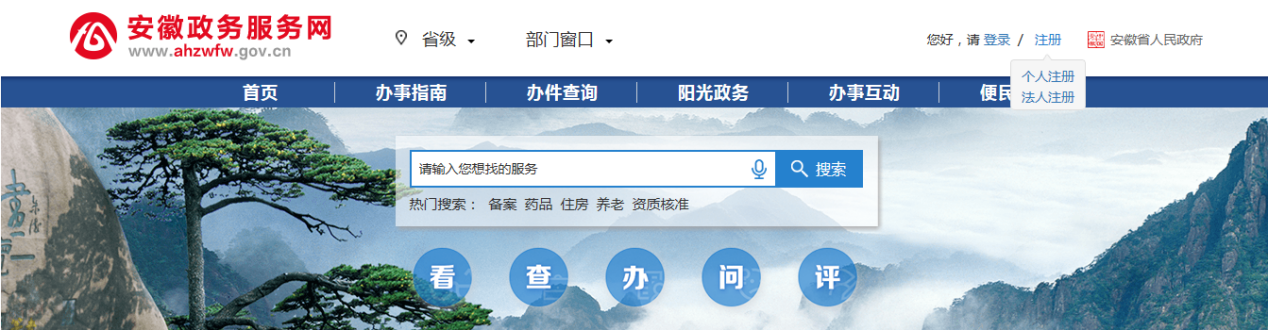 安徽政务服务网
www.ahzwfw.gov.cn
省级
部门窗口
您好，请 登录 / 注册
安徽省人民政府
个人注册
法人注册
首页
办事指南
办件查询
阳光政务
办事互动
便民
请输入您想找的服务
搜索
热门搜索： 备案 药品 住房 养老 资质核准
看
查
办
问
评